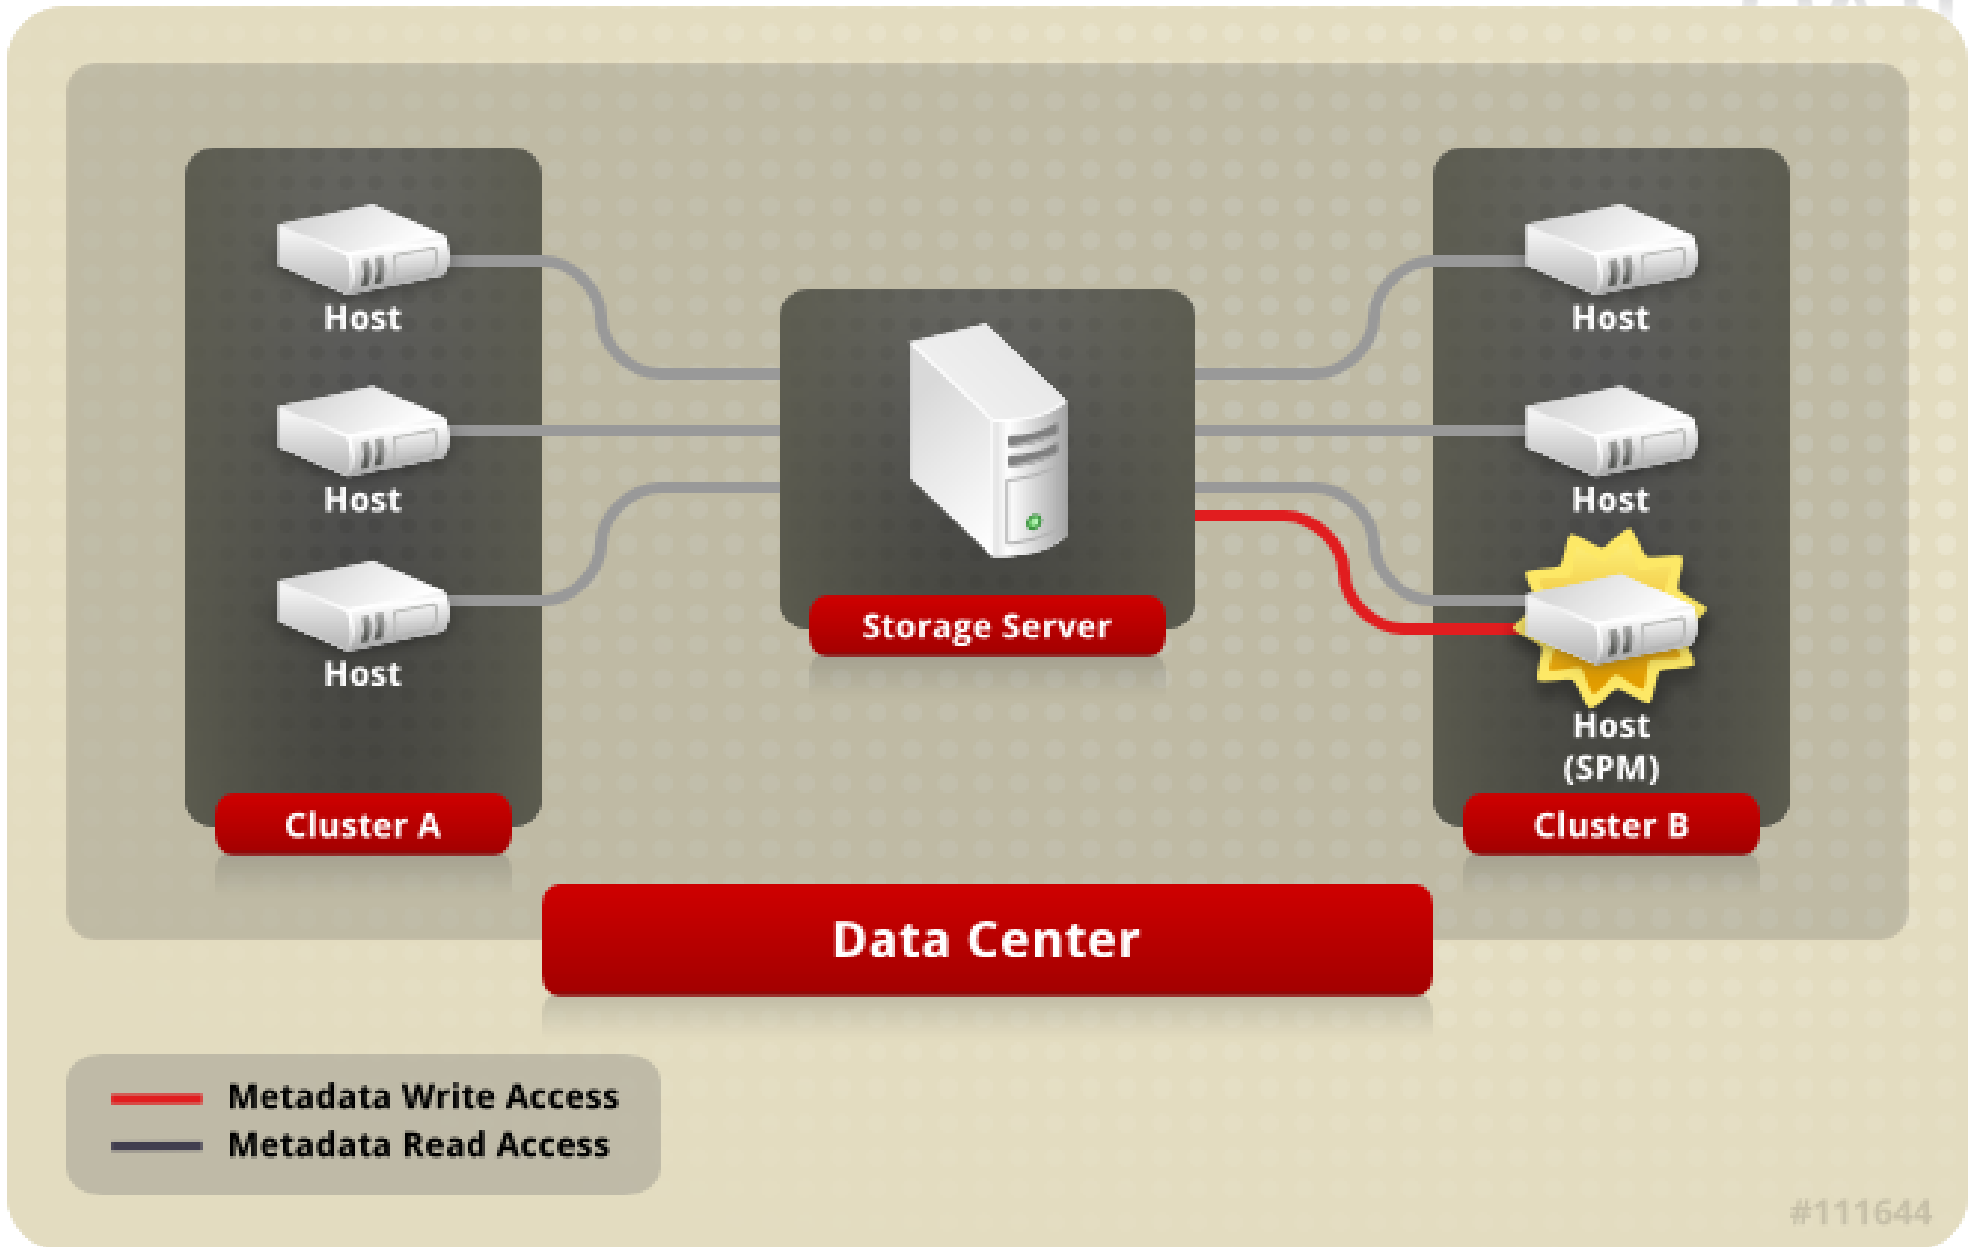 Host
Host
Host
Cluster A
Storage Server
Host
Host
Host
(SPM)
Cluster B
Data Center
Metadata Write Access
Metadata Read Access
#111644